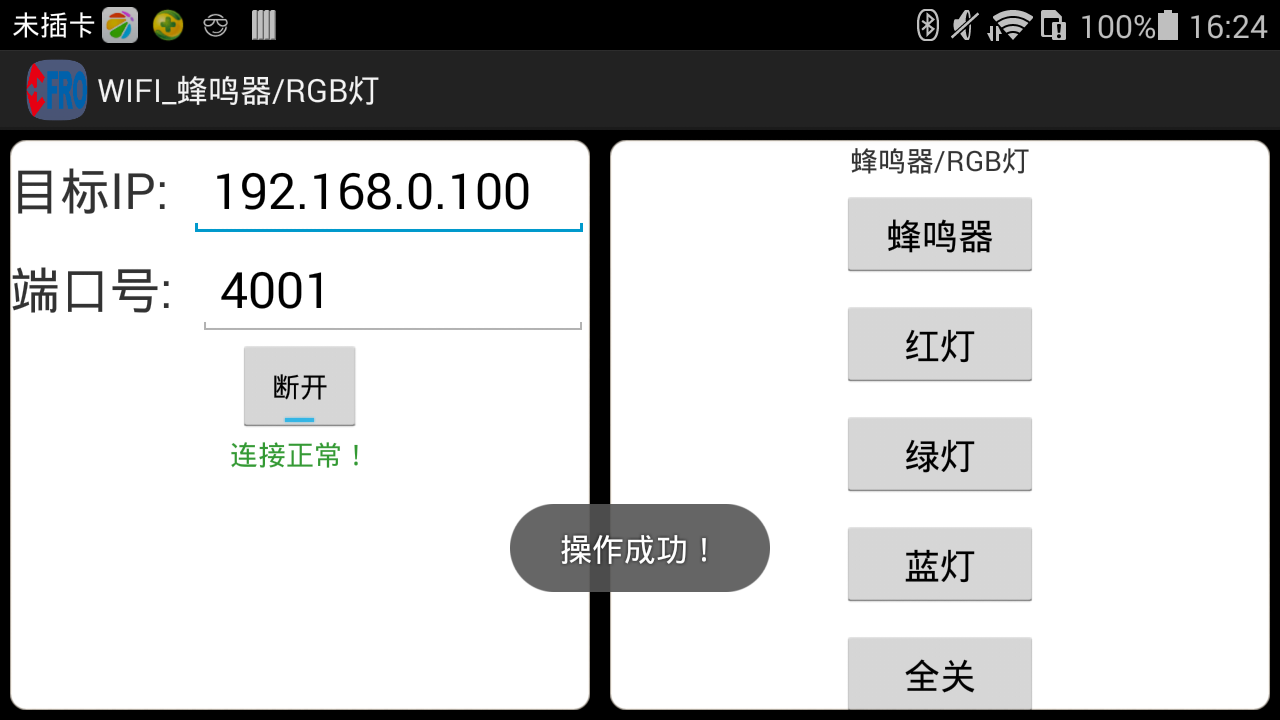 未插卡 100% 16:24
FRO WIFI_蜂鸣器/RGB灯
目标IP: 192.168.0.100
端口号: 4001
断开
连接正常！
蜂鸣器/RGB灯
蜂鸣器
红灯
绿灯
蓝灯
全关
操作成功！